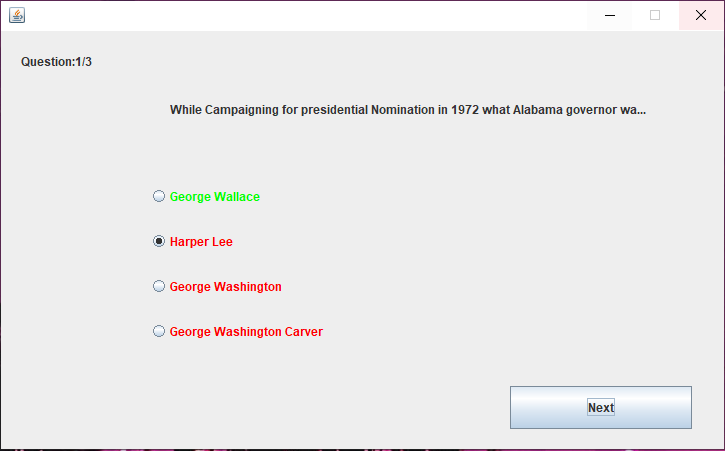 Question:1/3
While Campaigning for presidential Nomination in 1972 what Alabama governor wa...
George Wallace
Harper Lee
George Washington
George Washington Carver
Next